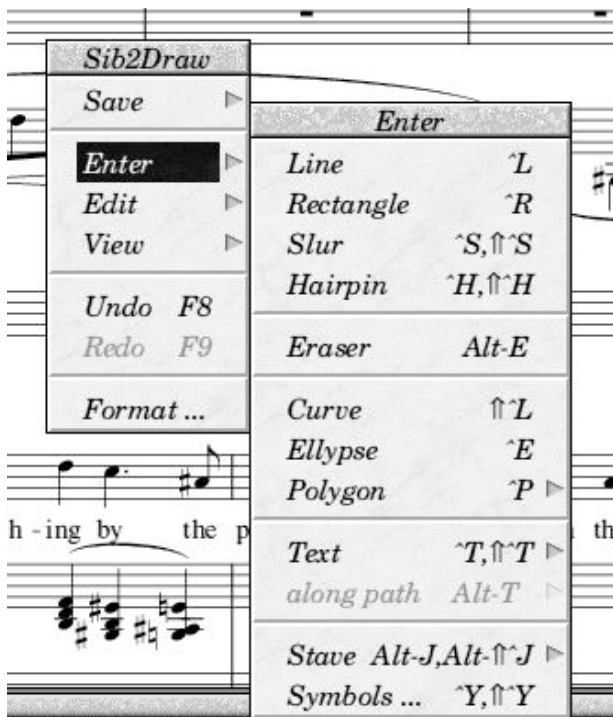 Sib2Draw
Save
Enter
Edit
View
Undo F8
Redo F9
Format ...
Enter
Line ^L
Rectangle ^R
Slur ^S,⇑^S
Hairpin ^H,⇑^H
Eraser Alt-E
Curve ⇑^L
Ellypse ^E
Polygon ^P
Text ^T,⇑^T
along path Alt-T
Stave Alt-J,Alt-⇑^J
Symbols ... ^Y,⇑^Y
h - ing by the p th